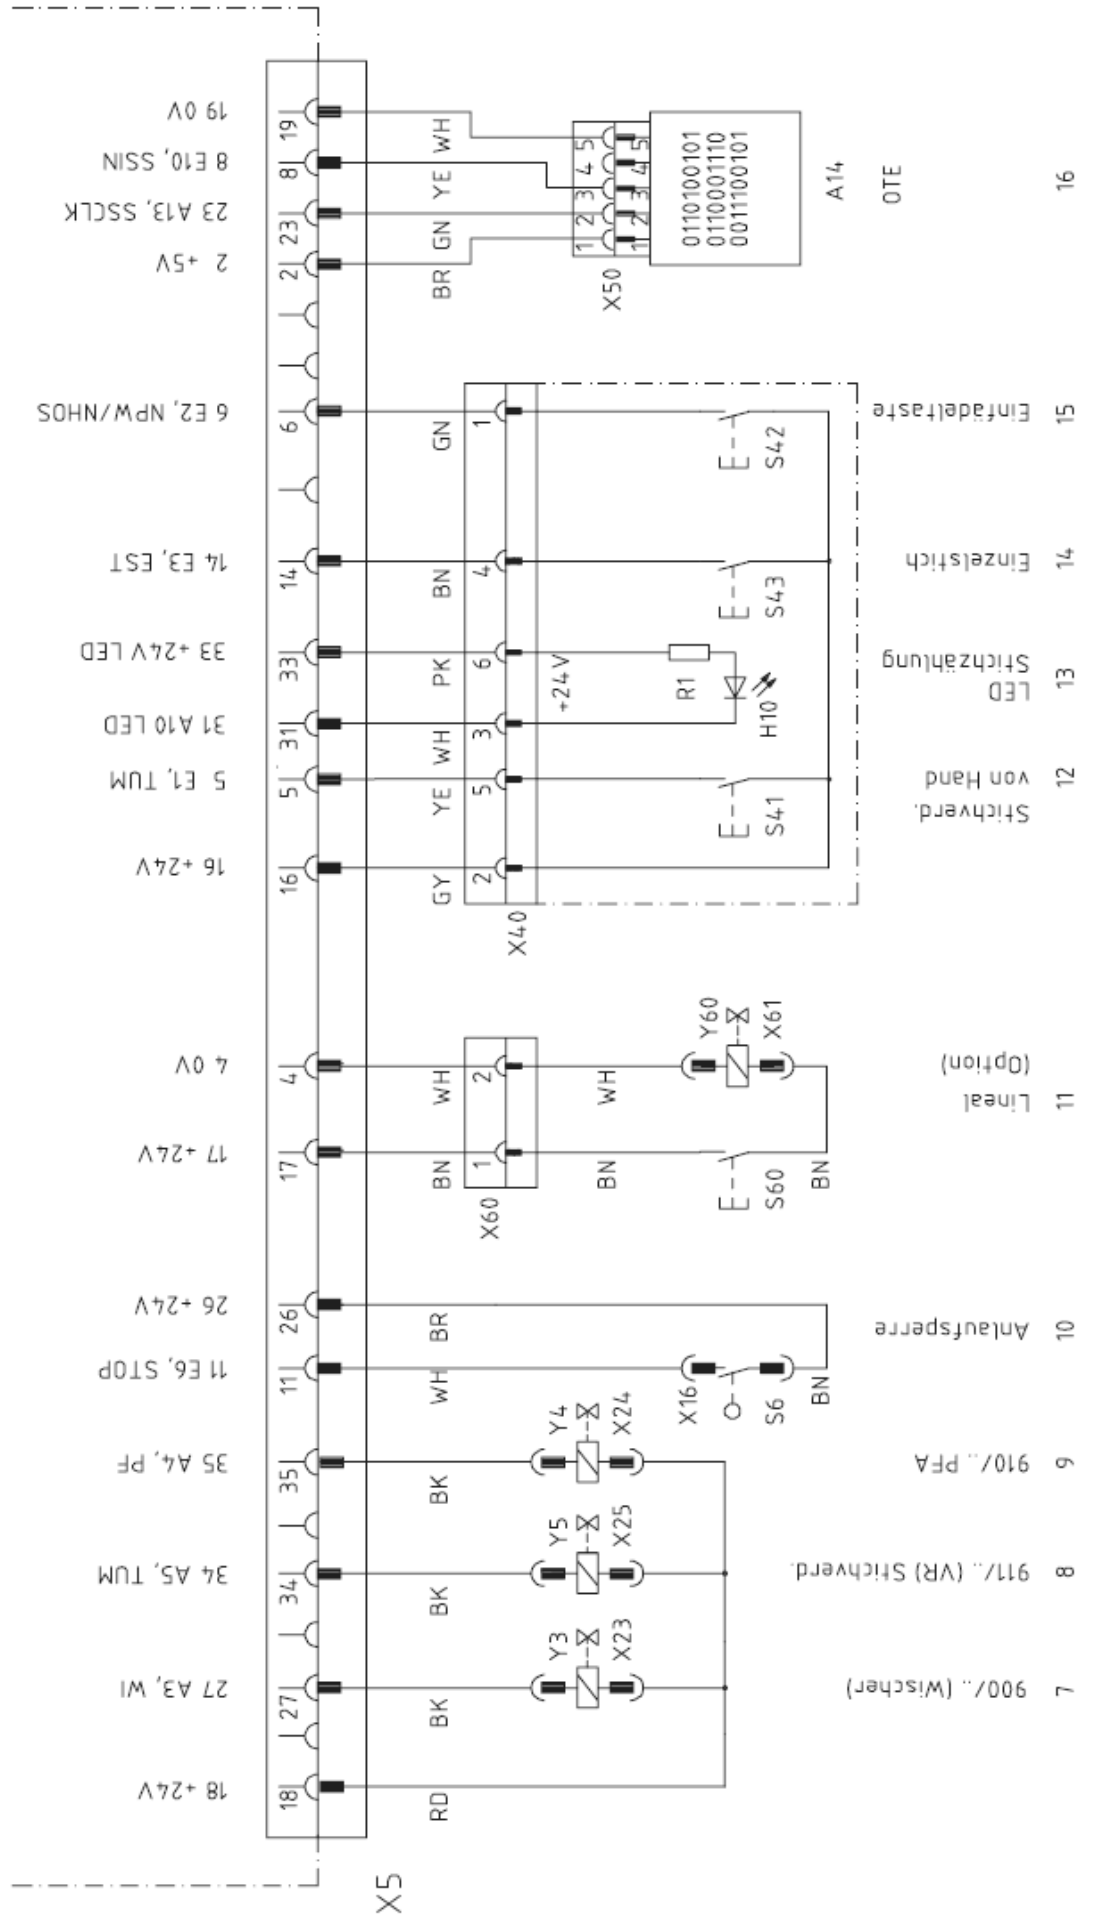 19 0V
8 E10, SSIN
23 A13, SSCLK
2 +5V
6 E2, NPW/NHOS
14 E3, EST
33 +24V LED
31 A10 LED
5 E1, TUM
16 +24V
4 0V
17 +24V
26 +24V
11 E6, STOP
35 A4, PF
34 A5, TUM
27 A3, WI
18 +24V
19
8
23
2
6
14
33
31
5
16
4
17
26
11
35
34
27
18
X5
WH
YE
GN
BR
GN
BN
PK
WH
YE
GY
WH
BN
BR
WH
BK
BK
BK
RD
1 2 3 4 5
1 2 3 4 5
X50
0110100101
0110001110
0011100101
A14
OTE
1
4
6
3
5
2
X40
+24V
R1
H10
S42
S43
S41
2
1
X60
WH
BN
Y60
X61
S60
BN
X16
S6
BN
Y4
X24
Y5
X25
Y3
X23
Einfädeltaste
Einzelstich
Stichzählung
LED
von Hand
Stichverd.
(Option)
Lineal
Anlaufsperre
910/.. PFA
911/.. (VR) Stichverd.
900/.. (Wischer)
16
15
14
13
12
11
10
9
8
7